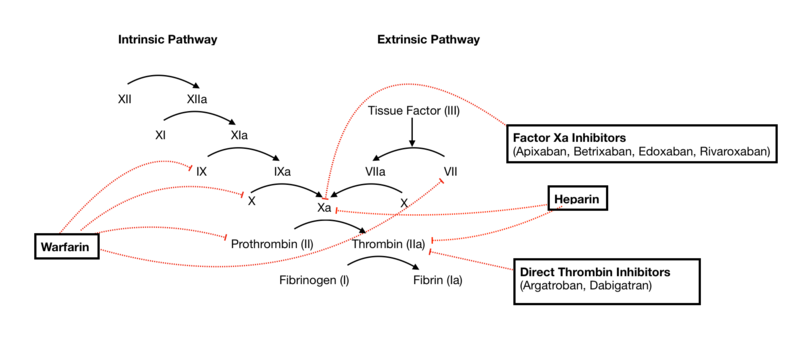 Intrinsic Pathway
Extrinsic Pathway
XII
XIIa
Tissue Factor (III)
XI
XIa
Factor Xa Inhibitors
(Apixaban, Betrixaban, Edoxaban, Rivaroxaban)
IX
IXa
VIIa
VII
X
Xa
X
Heparin
Warfarin
Prothrombin (II)
Thrombin (IIa)
Fibrinogen (I)
Fibrin (Ia)
Direct Thrombin Inhibitors
(Argatroban, Dabigatran)